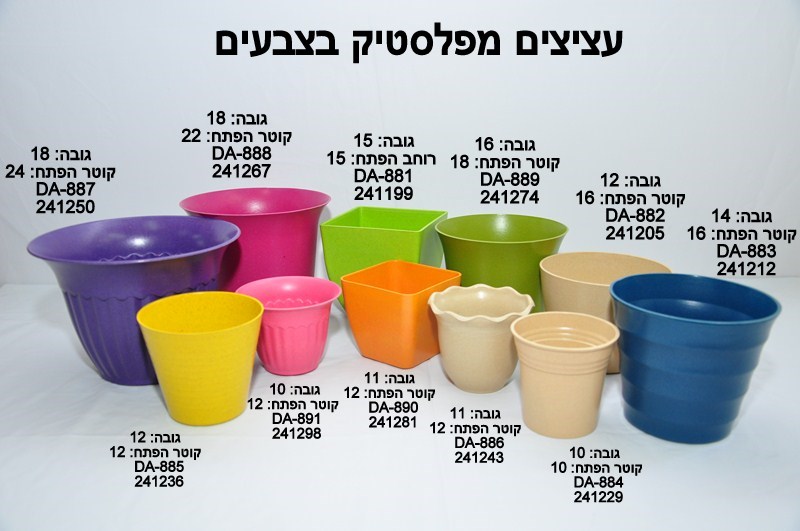 עציצים מפלסטיק בצבעים
גובה: 18
קוטר הפתח: 24
DA-887
241250
גובה: 18
קוטר הפתח: 22
DA-888
241267
גובה: 15
רוחב הפתח: 15
DA-881
241199
גובה: 16
קוטר הפתח: 18
DA-889
241274
גובה: 12
קוטר הפתח: 16
DA-882
241205
גובה: 14
קוטר הפתח: 16
DA-883
241212
גובה: 12
קוטר הפתח: 12
DA-885
241236
גובה: 10
קוטר הפתח: 12
DA-891
241298
גובה: 11
קוטר הפתח: 12
DA-890
241281
גובה: 11
קוטר הפתח: 12
DA-886
241243
גובה: 10
קוטר הפתח: 10
DA-884
241229